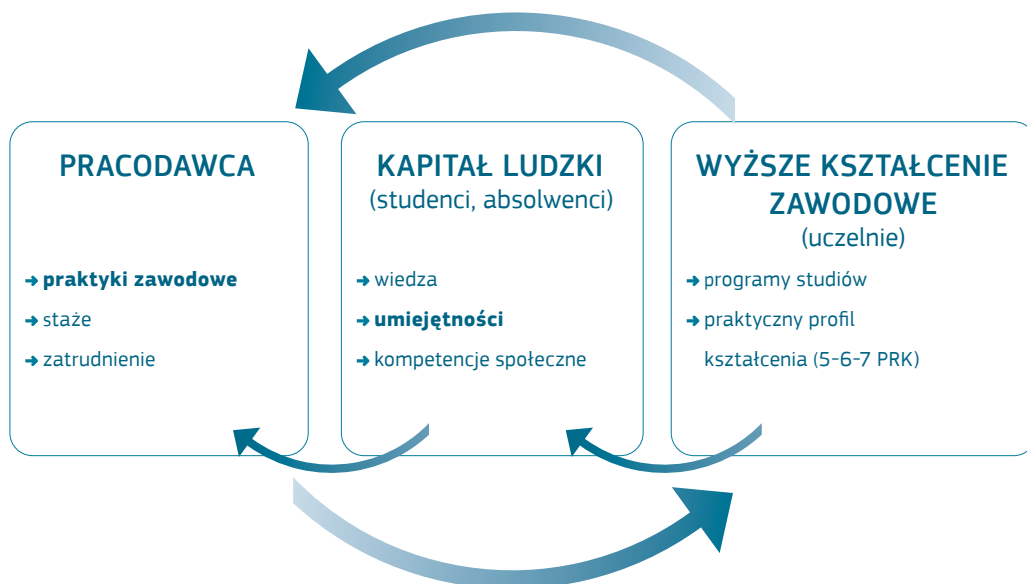 PRACODAWCA
➔ praktyki zawodowe
➔ staże
➔ zatrudnienie
KAPITAŁ LUDZKI
(studenci, absolwenci)
➔ wiedza
➔ umiejętności
➔ kompetencje społeczne
WYŻSZE KSZTAŁCENIE
ZAWODOWE
(uczelnie)
➔ programy studiów
➔ praktyczny profil
kształcenia (5-6-7 PRK)